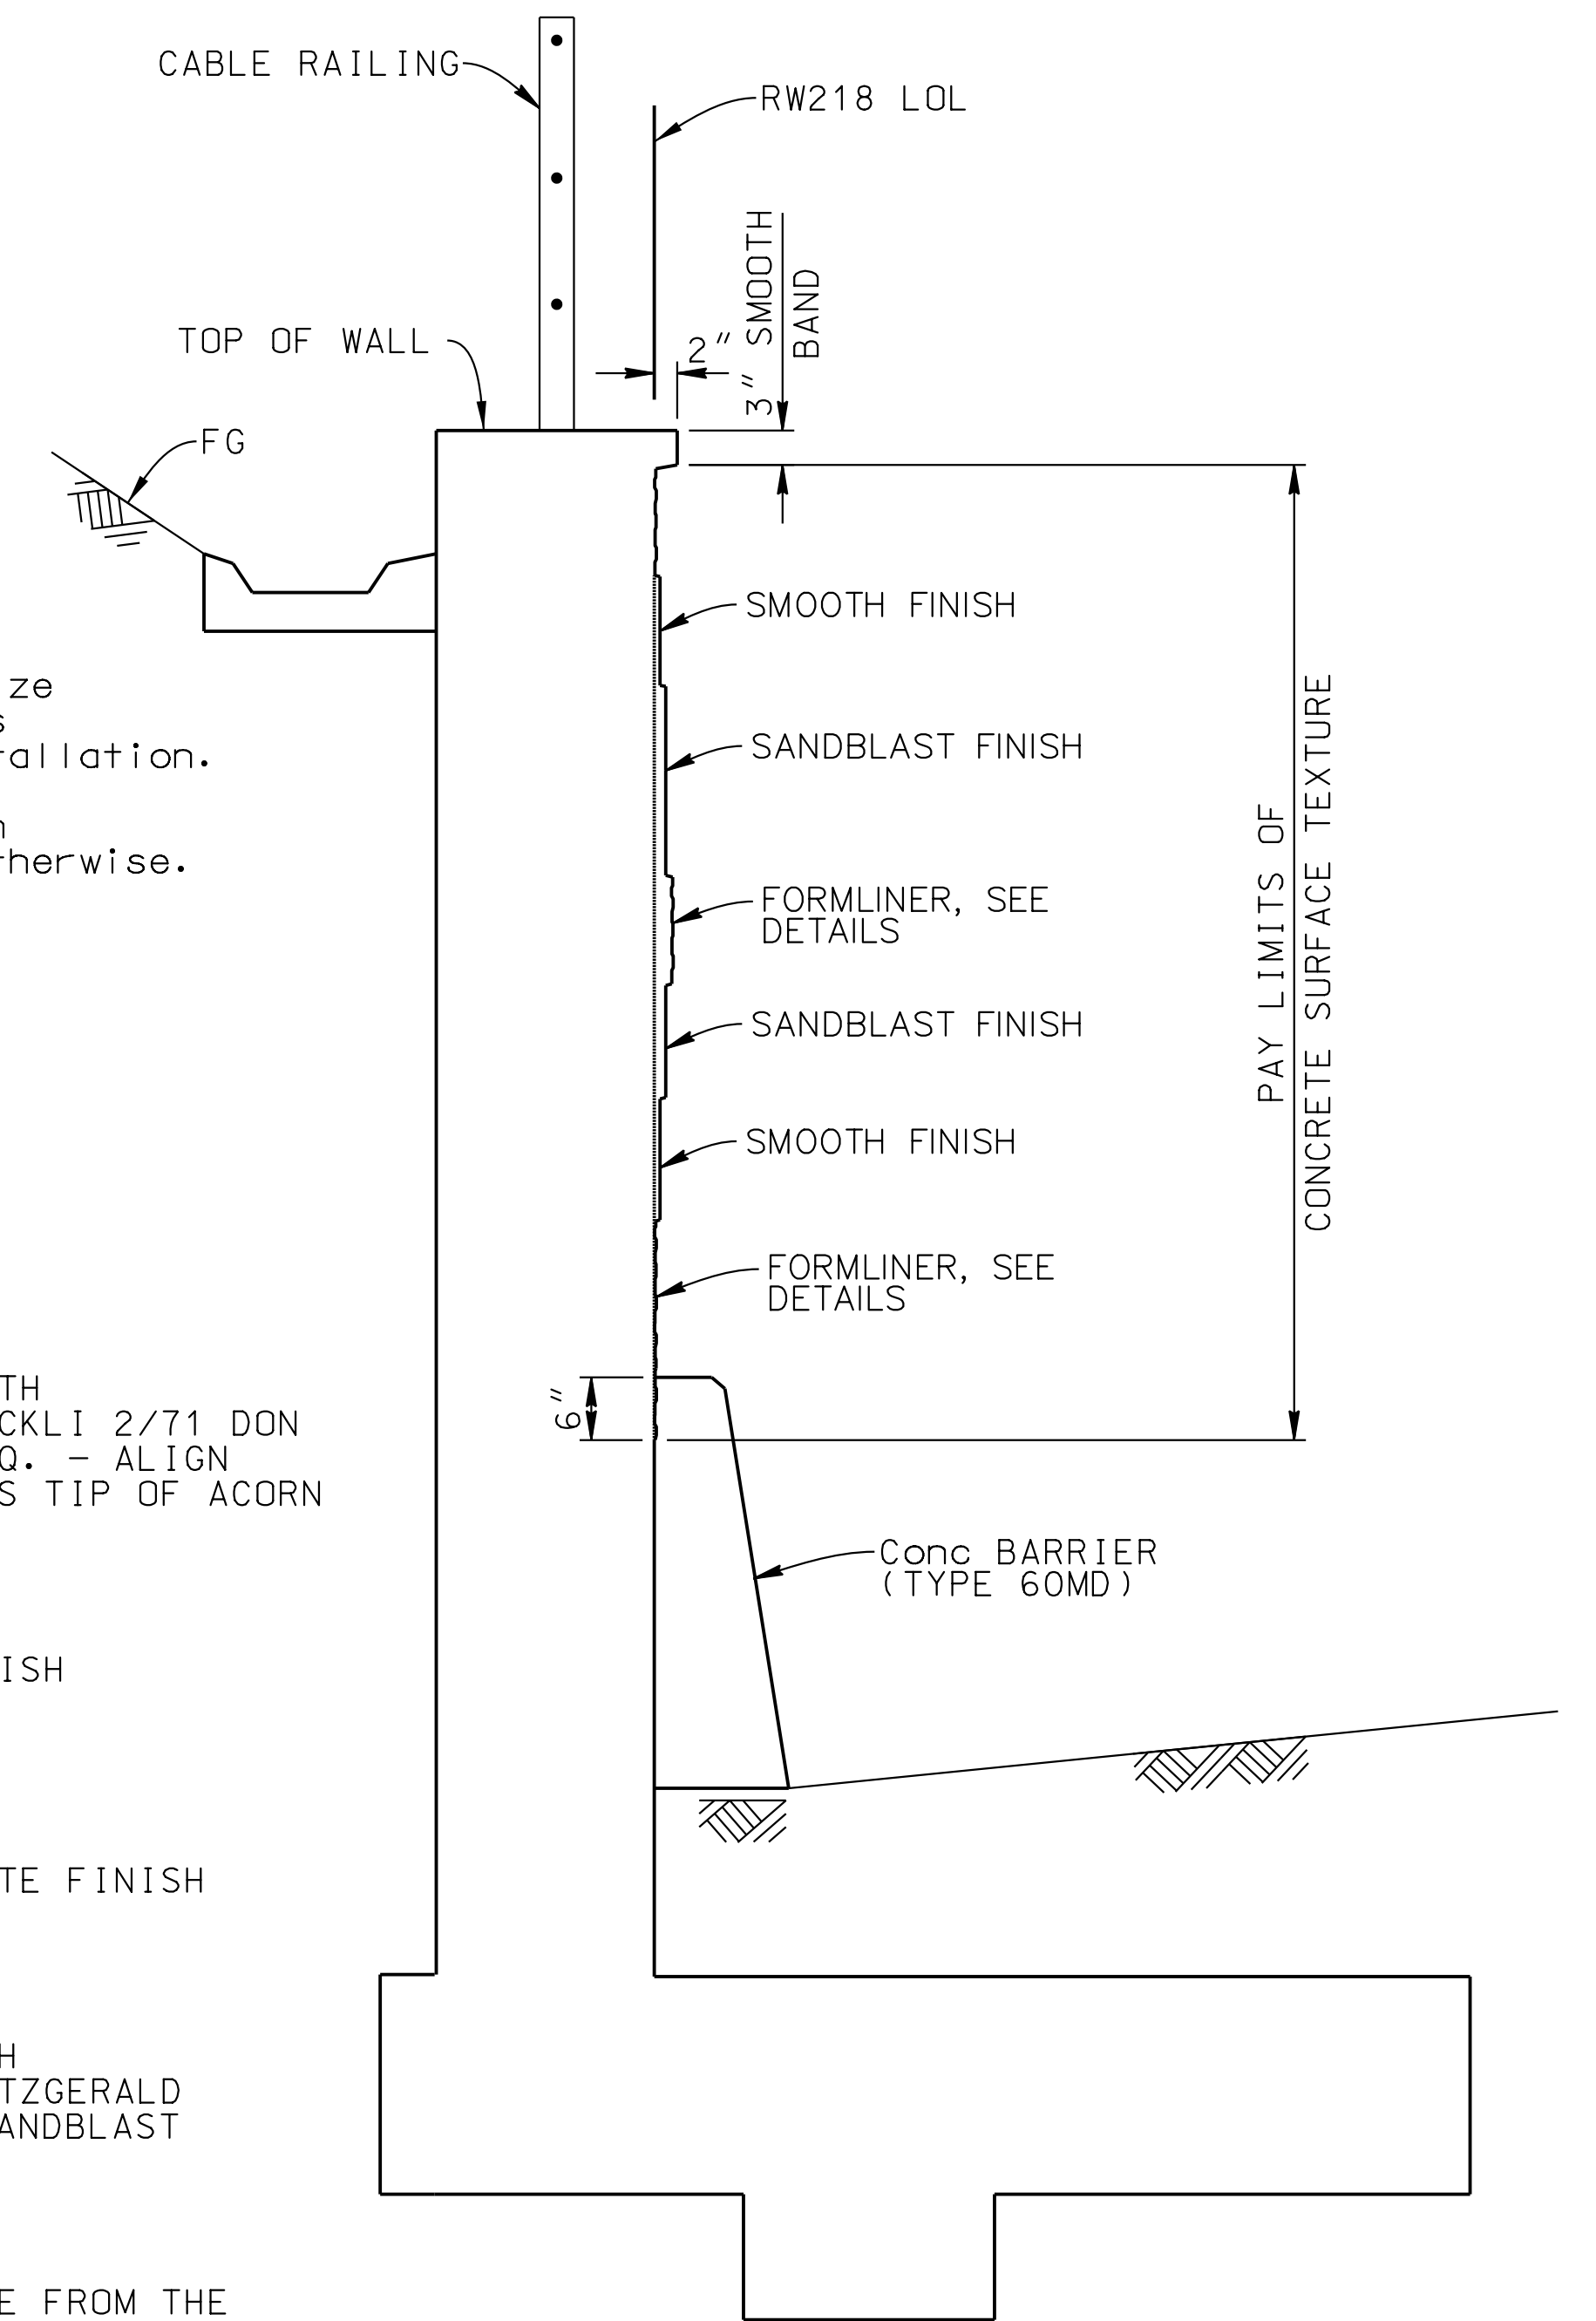 CABLE RAILING
RW218 LOL
3" SMOOTH
BAND
2"
TOP OF WALL
FG
SMOOTH FINISH
SANDBLAST FINISH
FORMLINER, SEE
DETAILS
SANDBLAST FINISH
SMOOTH FINISH
FORMLINER, SEE
DETAILS
PAY LIMITS OF
CONCRETE SURFACE TEXTURE
6"
Conc BARRIER
(TYPE 60MD)
ze
s
tallation.
n
therwise.
TH
CKLI 2/71 DON
Q. - ALIGN
S TIP OF ACORN
ISH
TE FINISH
H
TZGERALD
ANDBLAST
E FROM THE